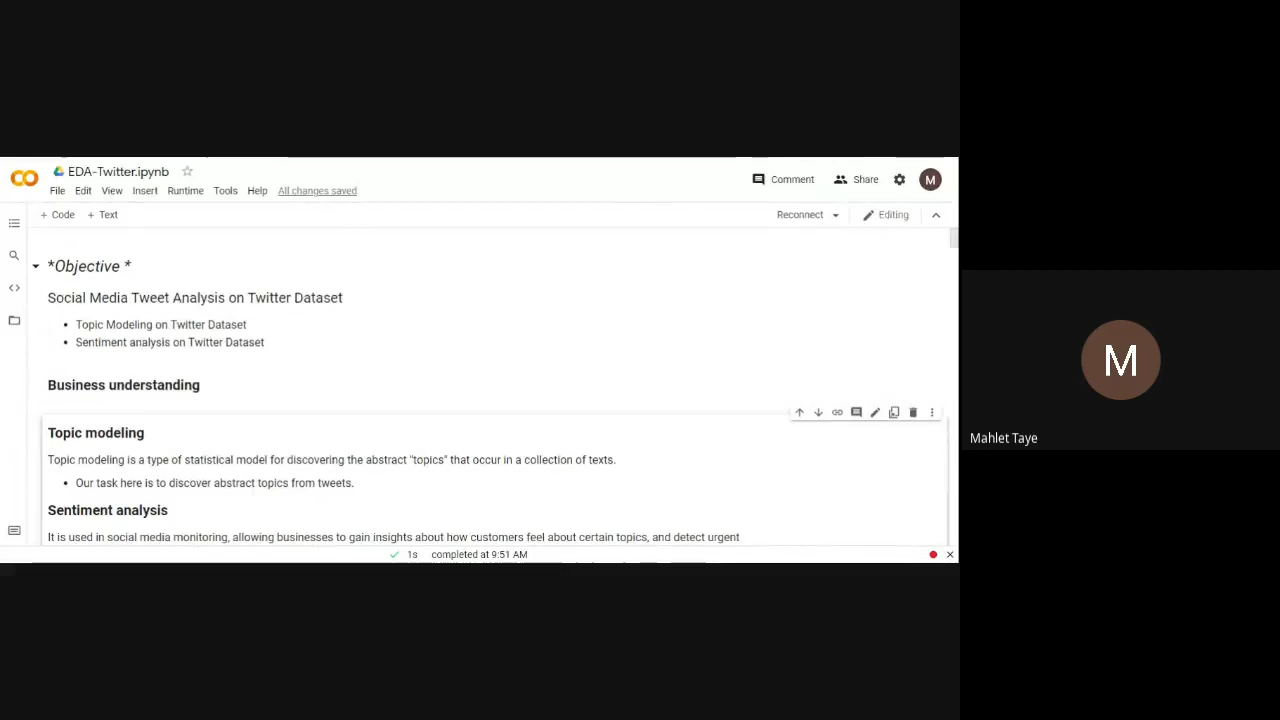 EDA-Twitter.ipynb
Comment Share M
File Edit View Insert Runtime Tools Help All changes saved
+ Code + Text Reconnect Editing
*Objective *
Social Media Tweet Analysis on Twitter Dataset
• Topic Modeling on Twitter Dataset
• Sentiment analysis on Twitter Dataset
Business understanding
Topic modeling
Topic modeling is a type of statistical model for discovering the abstract "topics" that occur in a collection of texts.
• Our task here is to discover abstract topics from tweets.
Sentiment analysis
It is used in social media monitoring, allowing businesses to gain insights about how customers feel about certain topics, and detect urgent
1s completed at 9:51 AM
M
Mahlet Taye